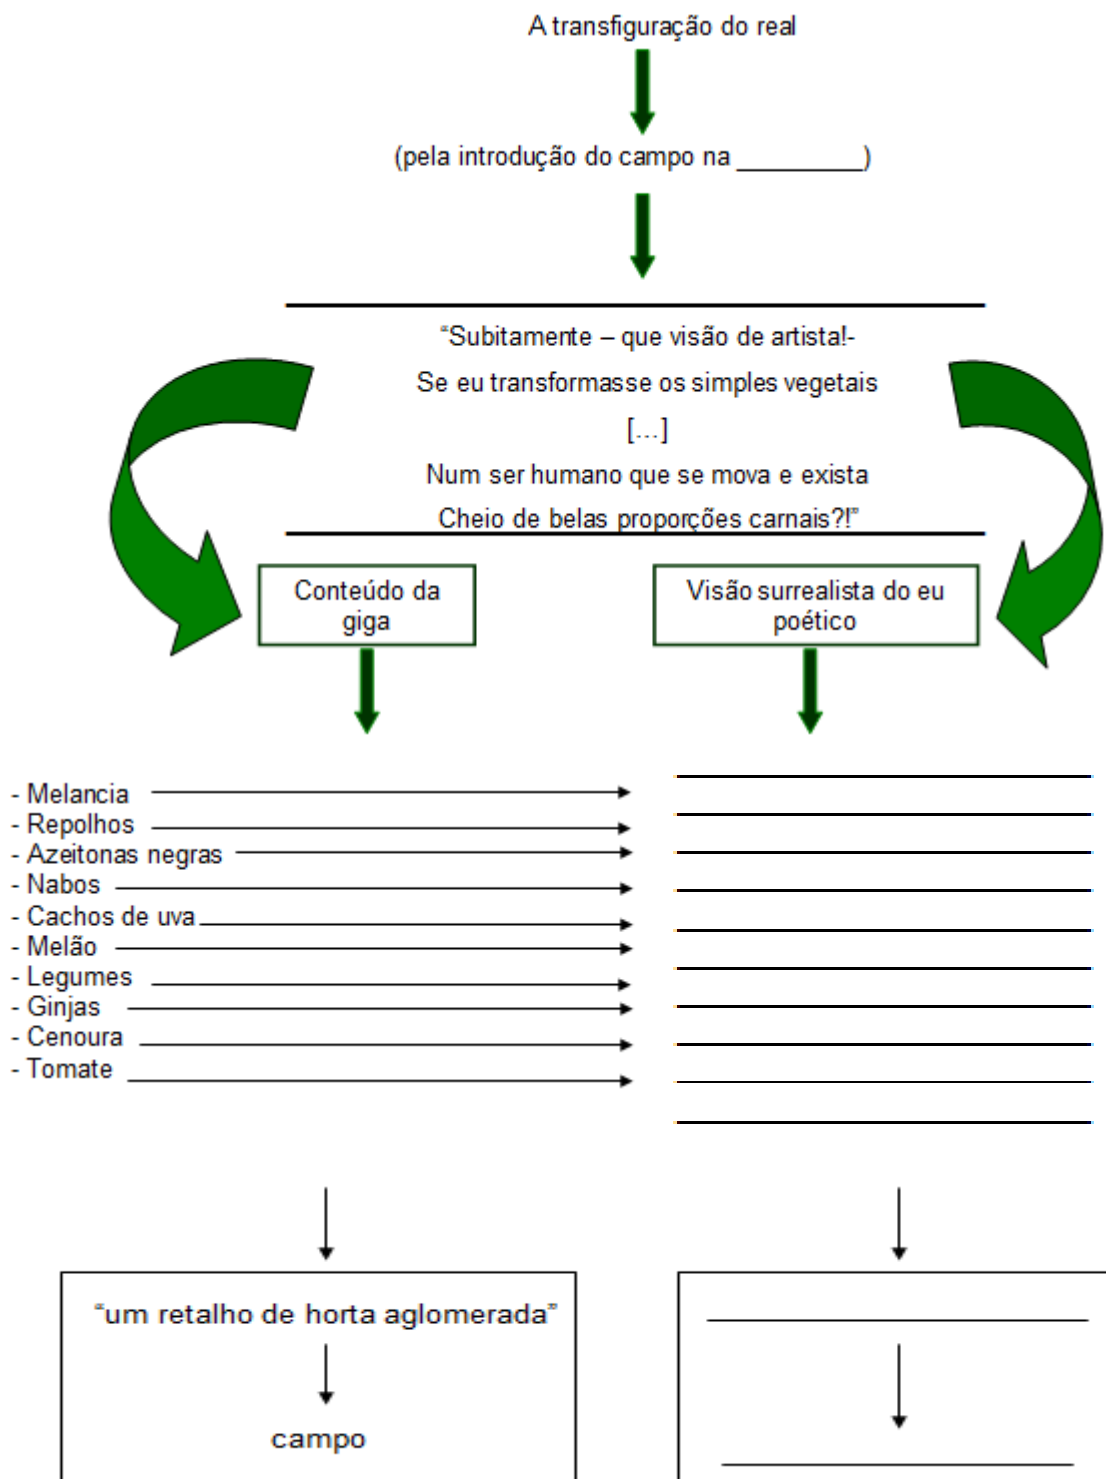 A transfiguração do real
(pela introdução do campo na _________)
“Subitamente – que visão de artista!-
Se eu transformasse os simples vegetais
[...]
Num ser humano que se mova e exista
Cheio de belas proporções carnais?!”
Conteúdo da
giga
Visão surrealista do eu
poético
- Melancia
- Repolhos
- Azeitonas negras
- Nabos
- Cachos de uva
- Melão
- Legumes
- Ginjas
- Cenoura
- Tomate
“um retalho de horta aglomerada”
campo